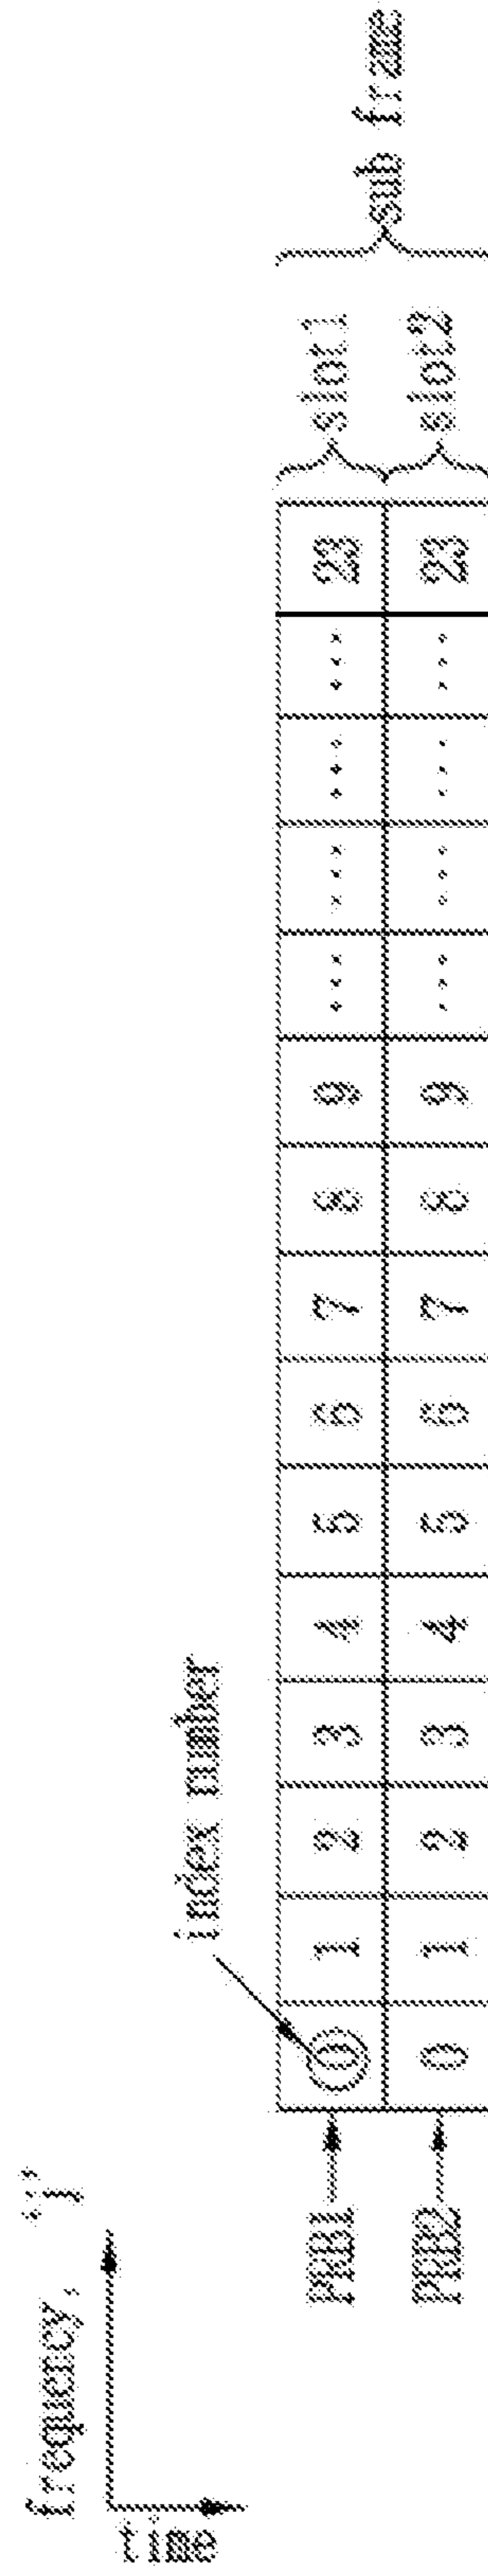 frequency, 'j'
time
index number
PRB1 0 1 2 3 4 5 6 7 8 9 ... ... ... ... 23 slot1
PRB2 0 1 2 3 4 5 6 7 8 9 ... ... ... ... 23 slot2
sub frame